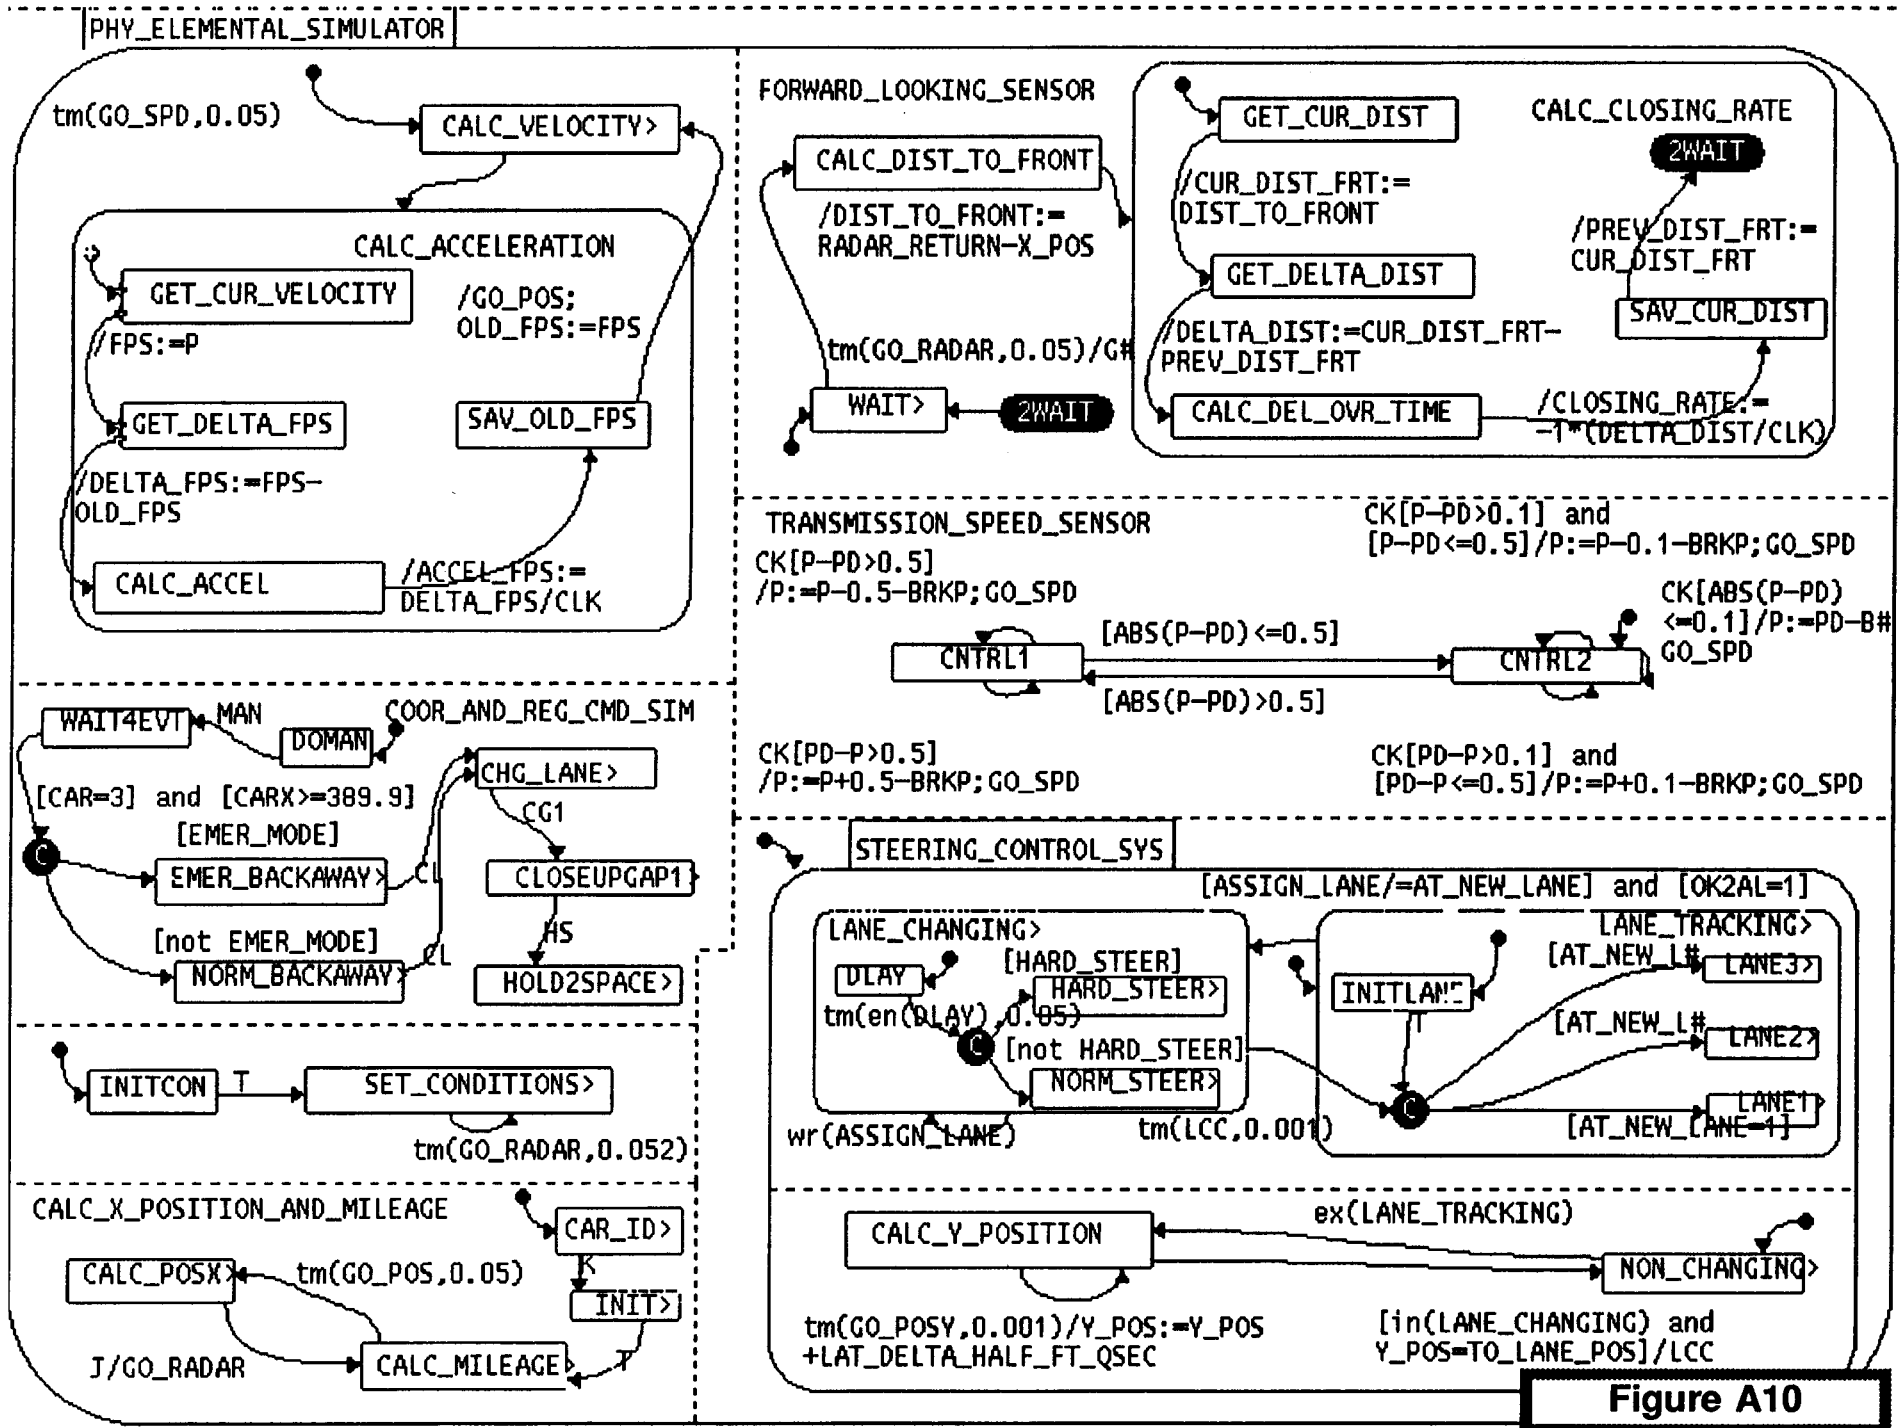 PHY_ELEMENTAL_SIMULATOR
tm(GO_SPD,0.05)
CALC_VELOCITY>
CALC_ACCELERATION
GET_CUR_VELOCITY
/GO_POS;
OLD_FPS:=FPS
/FPS:=P
GET_DELTA_FPS
SAV_OLD_FPS
/DELTA_FPS:=FPS-
OLD_FPS
CALC_ACCEL
/ACCEL_FPS:=
DELTA_FPS/CLK
FORWARD_LOOKING_SENSOR
CALC_DIST_TO_FRONT
/DIST_TO_FRONT:=
RADAR_RETURN-X_POS
tm(GO_RADAR,0.05)/G#
WAIT>
2WAIT
GET_CUR_DIST
CALC_CLOSING_RATE
2WAIT
/CUR_DIST_FRT:=
DIST_TO_FRONT
/PREV_DIST_FRT:=
CUR_DIST_FRT
GET_DELTA_DIST
SAV_CUR_DIST
/DELTA_DIST:=CUR_DIST_FRT-
PREV_DIST_FRT
CALC_DEL_OVR_TIME
/CLOSING_RATE:=
-1*(DELTA_DIST/CLK)
TRANSMISSION_SPEED_SENSOR
CK[P-PD>0.5]
/P:=P-0.5-BRKP;GO_SPD
CK[P-PD>0.1] and
[P-PD<=0.5]/P:=P-0.1-BRKP;GO_SPD
CK[ABS(P-PD)
<=0.1]/P:=PD-B#
GO_SPD
[ABS(P-PD)<=0.5]
CNTRL1
CNTRL2
[ABS(P-PD)>0.5]
CK[PD-P>0.5]
/P:=P+0.5-BRKP;GO_SPD
CK[PD-P>0.1] and
[PD-P<=0.5]/P:=P+0.1-BRKP;GO_SPD
COOR_AND_REG_CMD_SIM
WAIT4EVT
MAN
DOMAN
CHG_LANE>
[CAR=3] and [CARX>=389.9]
CG1
[EMER_MODE]
C
EMER_BACKAWAY>
CL
CLOSEUPGAP1>
[not EMER_MODE]
HS
NORM_BACKAWAY>
CL
HOLD2SPACE>
INITCON
T
SET_CONDITIONS>
tm(GO_RADAR,0.052)
CALC_X_POSITION_AND_MILEAGE
CAR_ID>
K
CALC_POSX>
tm(GO_POS,0.05)
INIT>
J/GO_RADAR
CALC_MILEAGE>
T
STEERING_CONTROL_SYS
[ASSIGN_LANE/=AT_NEW_LANE] and [OK2AL=1]
LANE_CHANGING>
DLAY
[HARD_STEER]
HARD_STEER>
tm(en(DLAY),0.05)
C
[not HARD_STEER]
NORM_STEER>
wr(ASSIGN_LANE)
tm(LCC,0.001)
LANE_TRACKING>
[AT_NEW_L#
LANE3>
INITLANE
T
[AT_NEW_L#
LANE2>
C
LANE1>
[AT_NEW_LANE=1]
CALC_Y_POSITION
ex(LANE_TRACKING)
NON_CHANGING>
tm(GO_POSY,0.001)/Y_POS:=Y_POS
+LAT_DELTA_HALF_FT_QSEC
[in(LANE_CHANGING) and
Y_POS=TO_LANE_POS]/LCC
Figure A10